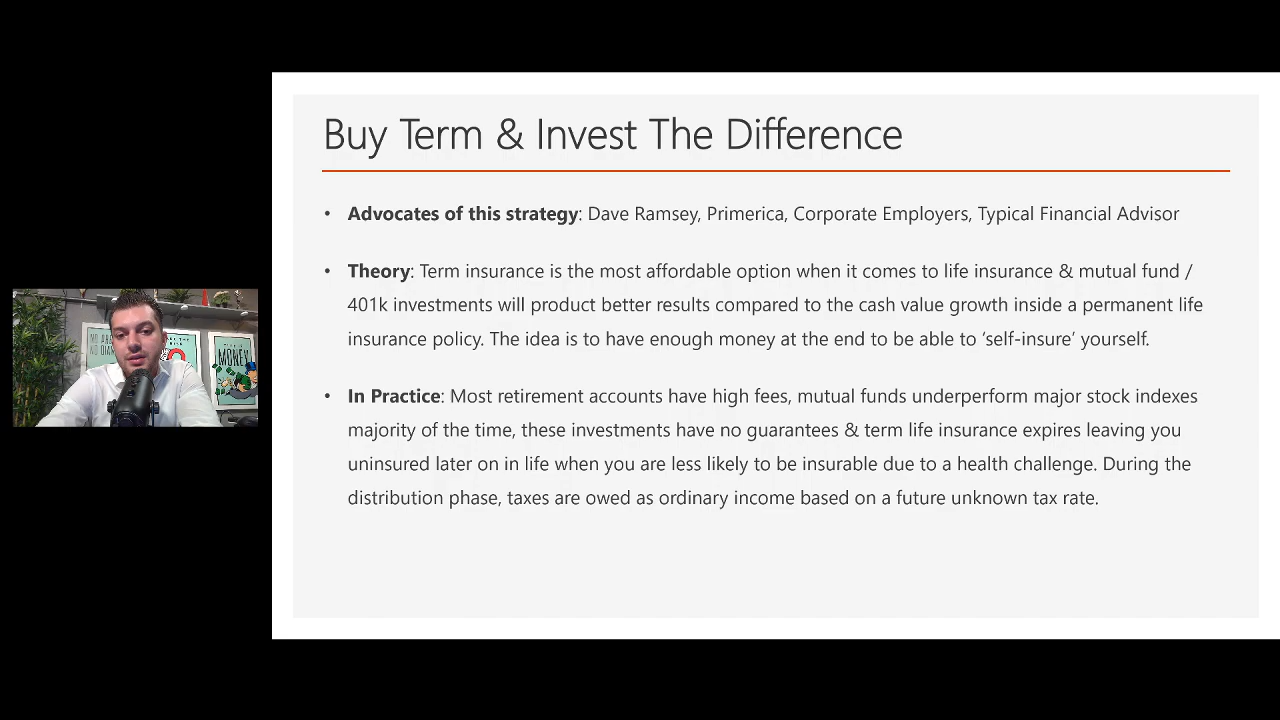 Buy Term & Invest The Difference
• Advocates of this strategy: Dave Ramsey, Primerica, Corporate Employers, Typical Financial Advisor
• Theory: Term insurance is the most affordable option when it comes to life insurance & mutual fund /
401k investments will product better results compared to the cash value growth inside a permanent life
insurance policy. The idea is to have enough money at the end to be able to ‘self-insure’ yourself.
• In Practice: Most retirement accounts have high fees, mutual funds underperform major stock indexes
majority of the time, these investments have no guarantees & term life insurance expires leaving you
uninsured later on in life when you are less likely to be insurable due to a health challenge. During the
distribution phase, taxes are owed as ordinary income based on a future unknown tax rate.
MONEY